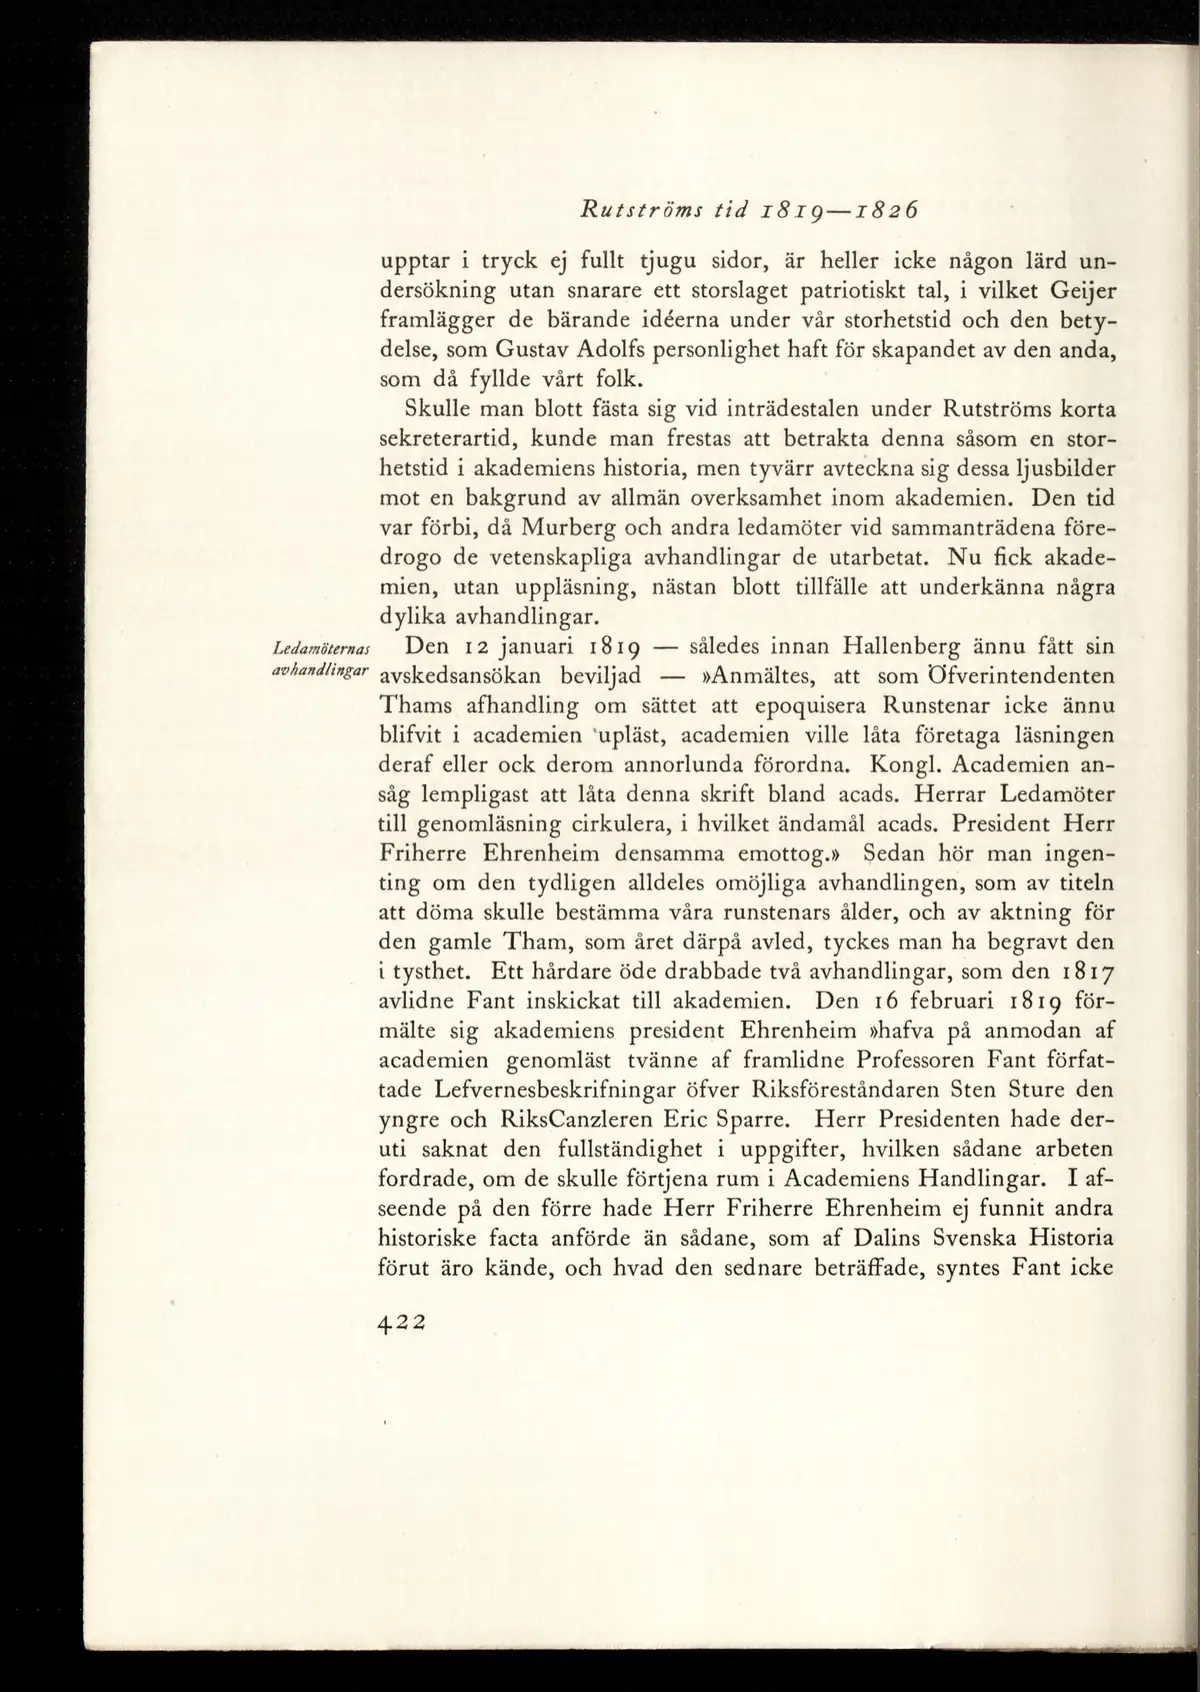 Rutströms tid 1819—1826
upptar i tryck ej fullt tjugu sidor, är heller icke någon lärd un-
dersökning utan snarare ett storslaget patriotiskt tal, i vilket Geijer
framlägger de bärande idéerna under vår storhetstid och den bety-
delse, som Gustav Adolfs personlighet haft för skapandet av den anda,
som då fyllde vårt folk.
Skulle man blott fästa sig vid inträdestalen under Rutströms korta
sekreterartid, kunde man frestas att betrakta denna såsom en stor-
hetstid i akademiens historia, men tyvärr avteckna sig dessa ljusbilder
mot en bakgrund av allmän overksamhet inom akademien. Den tid
var förbi, då Murberg och andra ledamöter vid sammanträdena före-
drogo de vetenskapliga avhandlingar de utarbetat. Nu fick akade-
mien, utan uppläsning, nästan blott tillfälle att underkänna några
dylika avhandlingar.
Ledamöternas
avhandlingar
Den 12 januari 1819 — således innan Hallenberg ännu fått sin
avskedsansökan beviljad — »Anmältes, att som Öfverintendenten
Thams afhandling om sättet att epoquisera Runstenar icke ännu
blifvit i academien upläst, academien ville låta företaga läsningen
deraf eller ock derom annorlunda förordna. Kongl. Academien an-
såg lempligast att låta denna skrift bland acads. Herrar Ledamöter
till genomläsning cirkulera, i hvilket ändamål acads. President Herr
Friherre Ehrenheim densamma emottog.» Sedan hör man ingen-
ting om den tydligen alldeles omöjliga avhandlingen, som av titeln
att döma skulle bestämma våra runstenars ålder, och av aktning för
den gamle Tham, som året därpå avled, tyckes man ha begravt den
i tysthet. Ett hårdare öde drabbade två avhandlingar, som den 1817
avlidne Fant inskickat till akademien. Den 16 februari 1819 för-
mälte sig akademiens president Ehrenheim »hafva på anmodan af
academien genomläst tvänne af framlidne Professoren Fant förfat-
tade Lefvernesbeskrifningar öfver Riksföreståndaren Sten Sture den
yngre och RiksCanzleren Eric Sparre. Herr Presidenten hade der-
uti saknat den fullständighet i uppgifter, hvilken sådane arbeten
fordrade, om de skulle förtjena rum i Academiens Handlingar. I af-
seende på den förre hade Herr Friherre Ehrenheim ej funnit andra
historiske facta anförde än sådane, som af Dalins Svenska Historia
förut äro kände, och hvad den sednare beträffade, syntes Fant icke
422